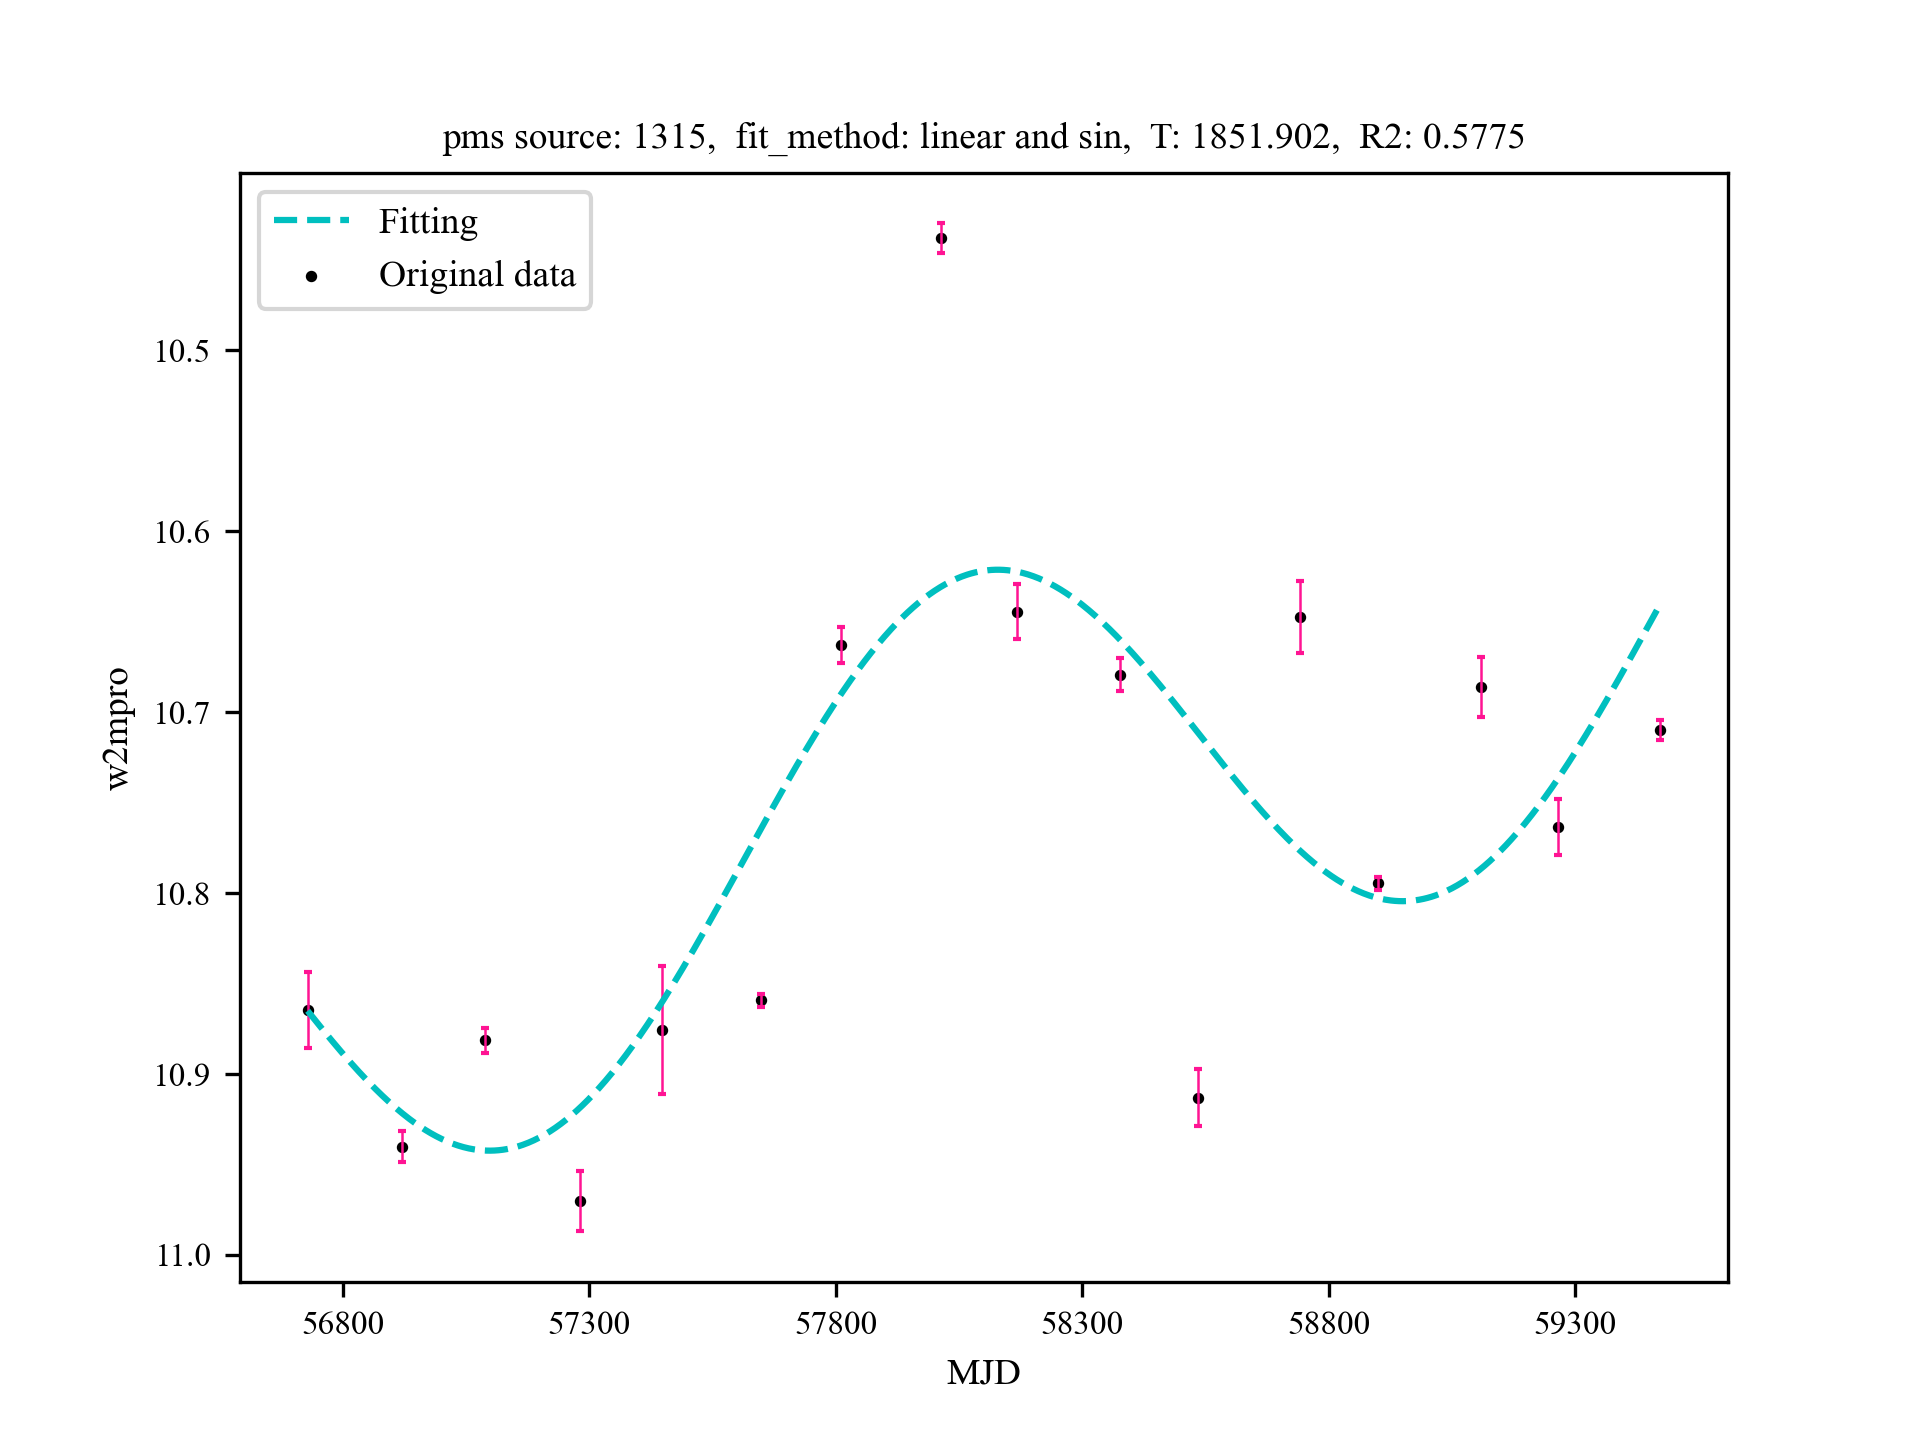 pms source: 1315,  fit_method: linear and sin,  T: 1851.902,  R2: 0.5775
Fitting
Original data
10.5
10.6
10.7
10.8
10.9
11.0
w2mpro
56800 57300 57800 58300 58800 59300
MJD